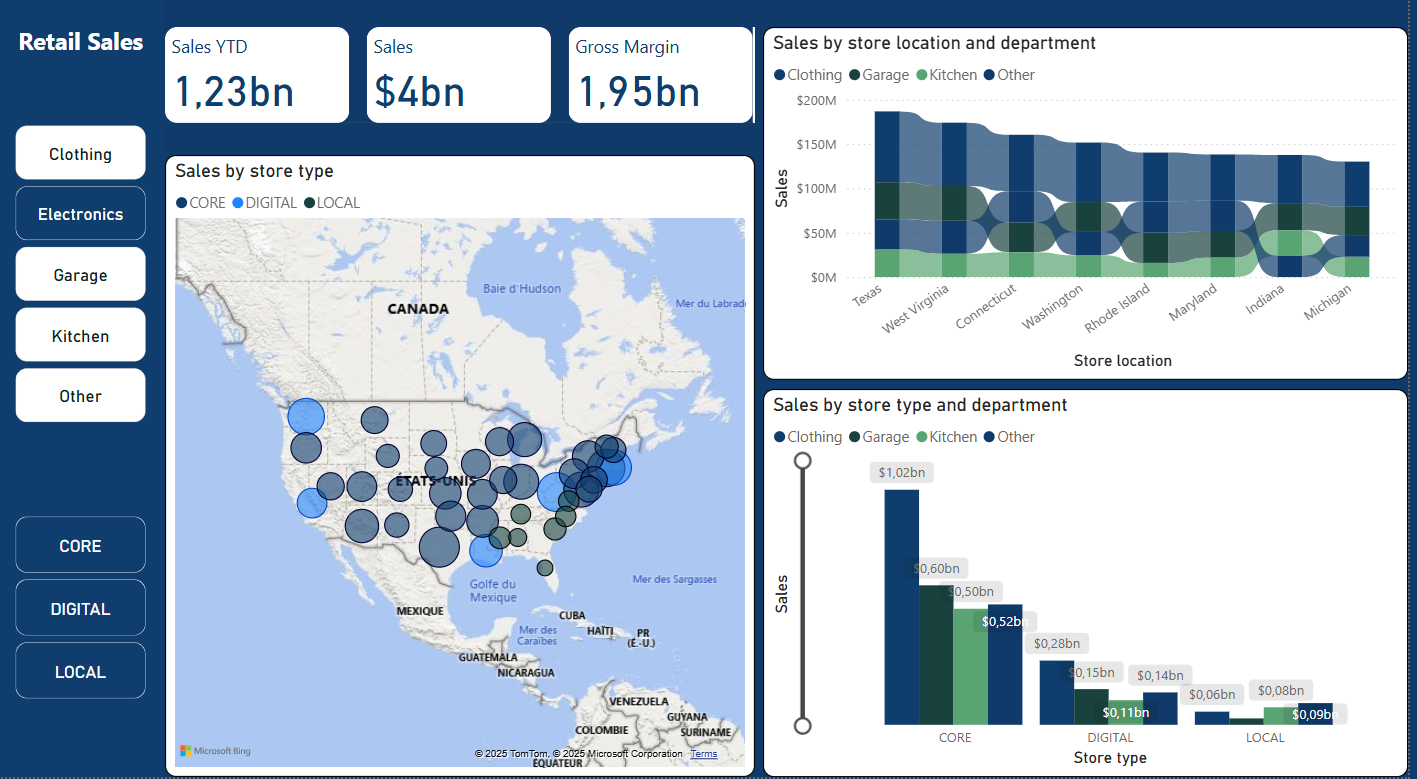 Retail Sales
Clothing
Electronics
Garage
Kitchen
Other
CORE
DIGITAL
LOCAL
Sales YTD
1,23bn
Sales
$4bn
Gross Margin
1,95bn
Sales by store type
CORE DIGITAL LOCAL
CANADA
Baie d'Hudson
Mer du Labrade
ÉTATS-UNIS
Golfe du
Mexique
Mer des Sargasses
MEXIQUE
CUBA
HAÏTI
PR
(É.-U.)
Mer des
Caraïbes
GUATEMALA
NICARAGUA
VENEZUELA
GUYANA
SURINAME
COLOMBIE
ÉQUATEUR
Microsoft Bing
© 2025 TomTom, © 2025 Microsoft Corporation Terms
Sales by store location and department
Clothing Garage Kitchen Other
$200M
$150M
$100M
$50M
$0M
Sales
Texas
West Virginia
Connecticut
Washington
Rhode Island
Maryland
Indiana
Michigan
Store location
Sales by store type and department
Clothing Garage Kitchen Other
Sales
$1,02bn
$0,60bn
$0,50bn
$0,52bn
$0,28bn
$0,15bn
$0,11bn
$0,14bn
$0,06bn
$0,08bn
$0,09bn
CORE
DIGITAL
LOCAL
Store type